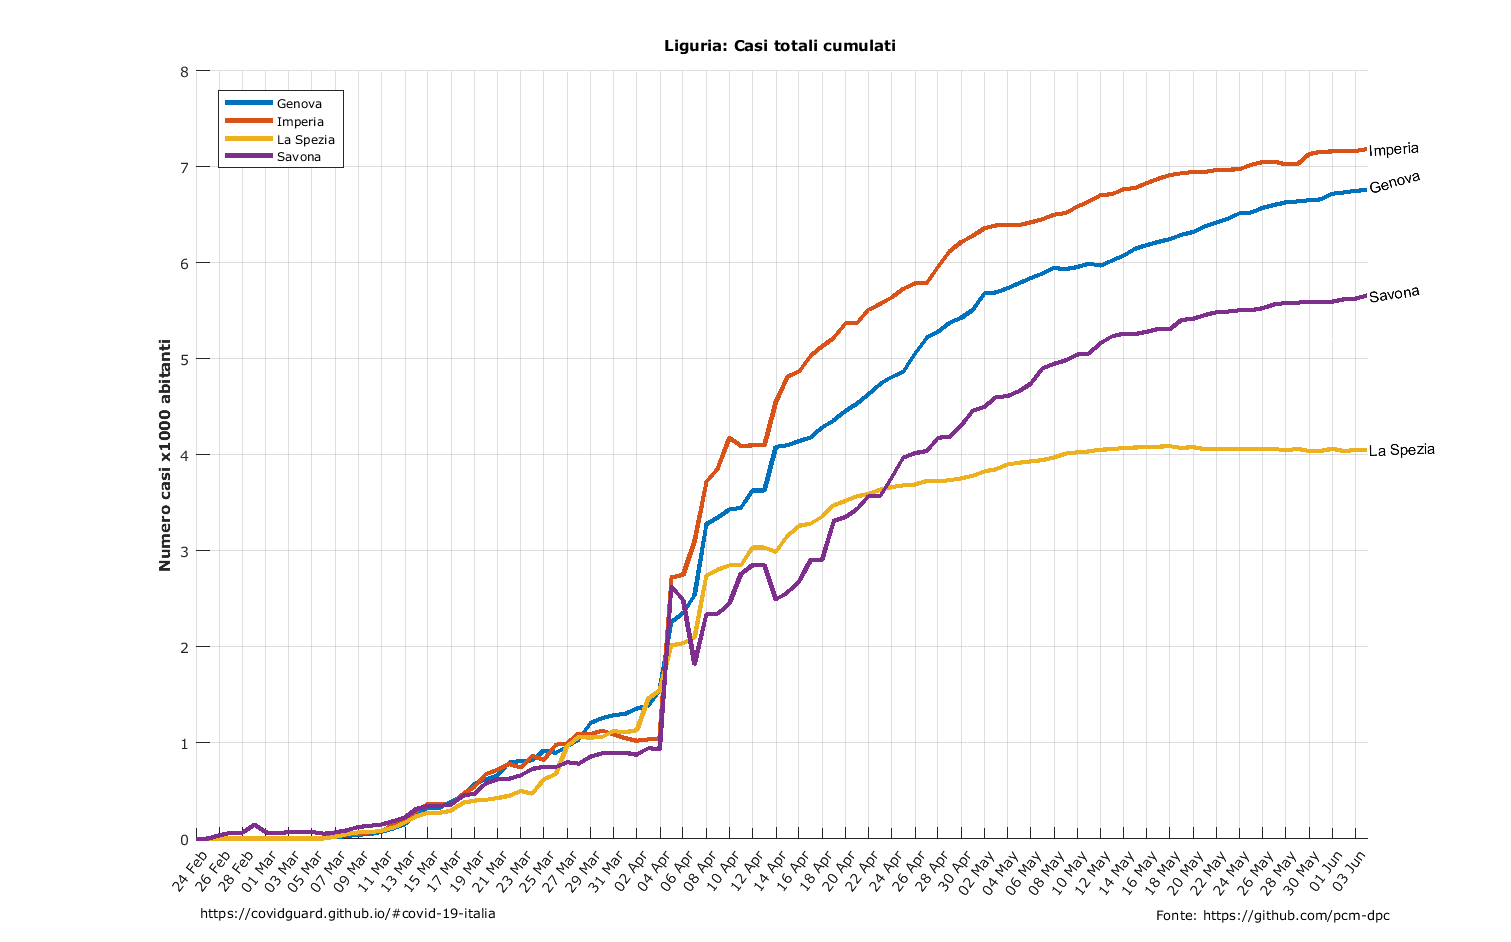 Liguria: Casi totali cumulati
8
7
6
5
4
3
2
1
0
Numero casi x1000 abitanti
Genova
Imperia
La Spezia
Savona
Imperia
Genova
Savona
La Spezia
24 Feb
26 Feb
28 Feb
01 Mar
03 Mar
05 Mar
07 Mar
09 Mar
11 Mar
13 Mar
15 Mar
17 Mar
19 Mar
21 Mar
23 Mar
25 Mar
27 Mar
29 Mar
31 Mar
02 Apr
04 Apr
06 Apr
08 Apr
10 Apr
12 Apr
14 Apr
16 Apr
18 Apr
20 Apr
22 Apr
24 Apr
26 Apr
28 Apr
30 Apr
02 May
04 May
06 May
08 May
10 May
12 May
14 May
16 May
18 May
20 May
22 May
24 May
26 May
28 May
30 May
01 Jun
03 Jun
https://covidguard.github.io/#covid-19-italia
Fonte: https://github.com/pcm-dpc